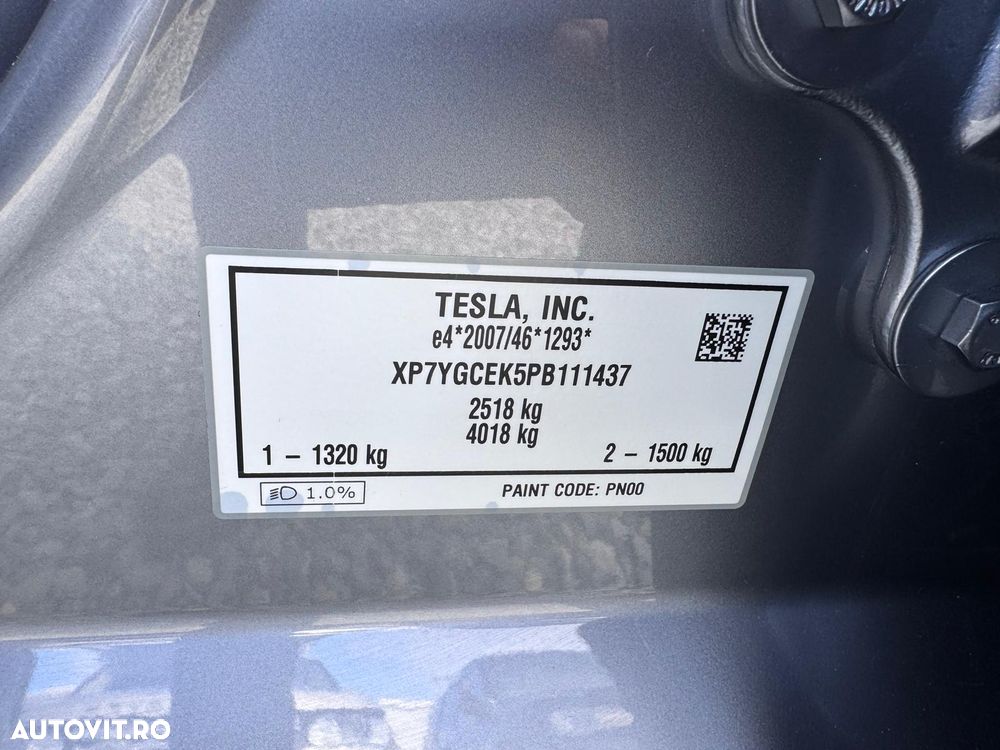 TESLA, INC.
e4*2007/46*1293*
XP7YGCEK5PB111437
2518 kg
4018 kg
1 – 1320 kg 2 – 1500 kg
1.0% PAINT CODE: PN00
AUTOVIT.RO